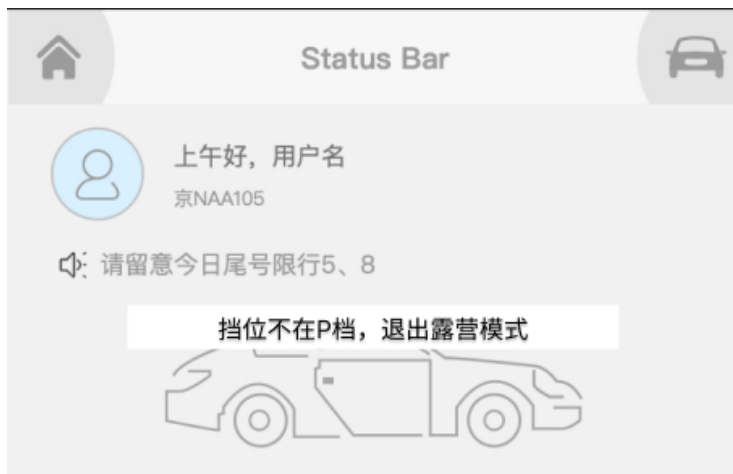 Status Bar
上午好，用户名
京NAA105
请留意今日尾号限行5、8
挡位不在P档，退出露营模式